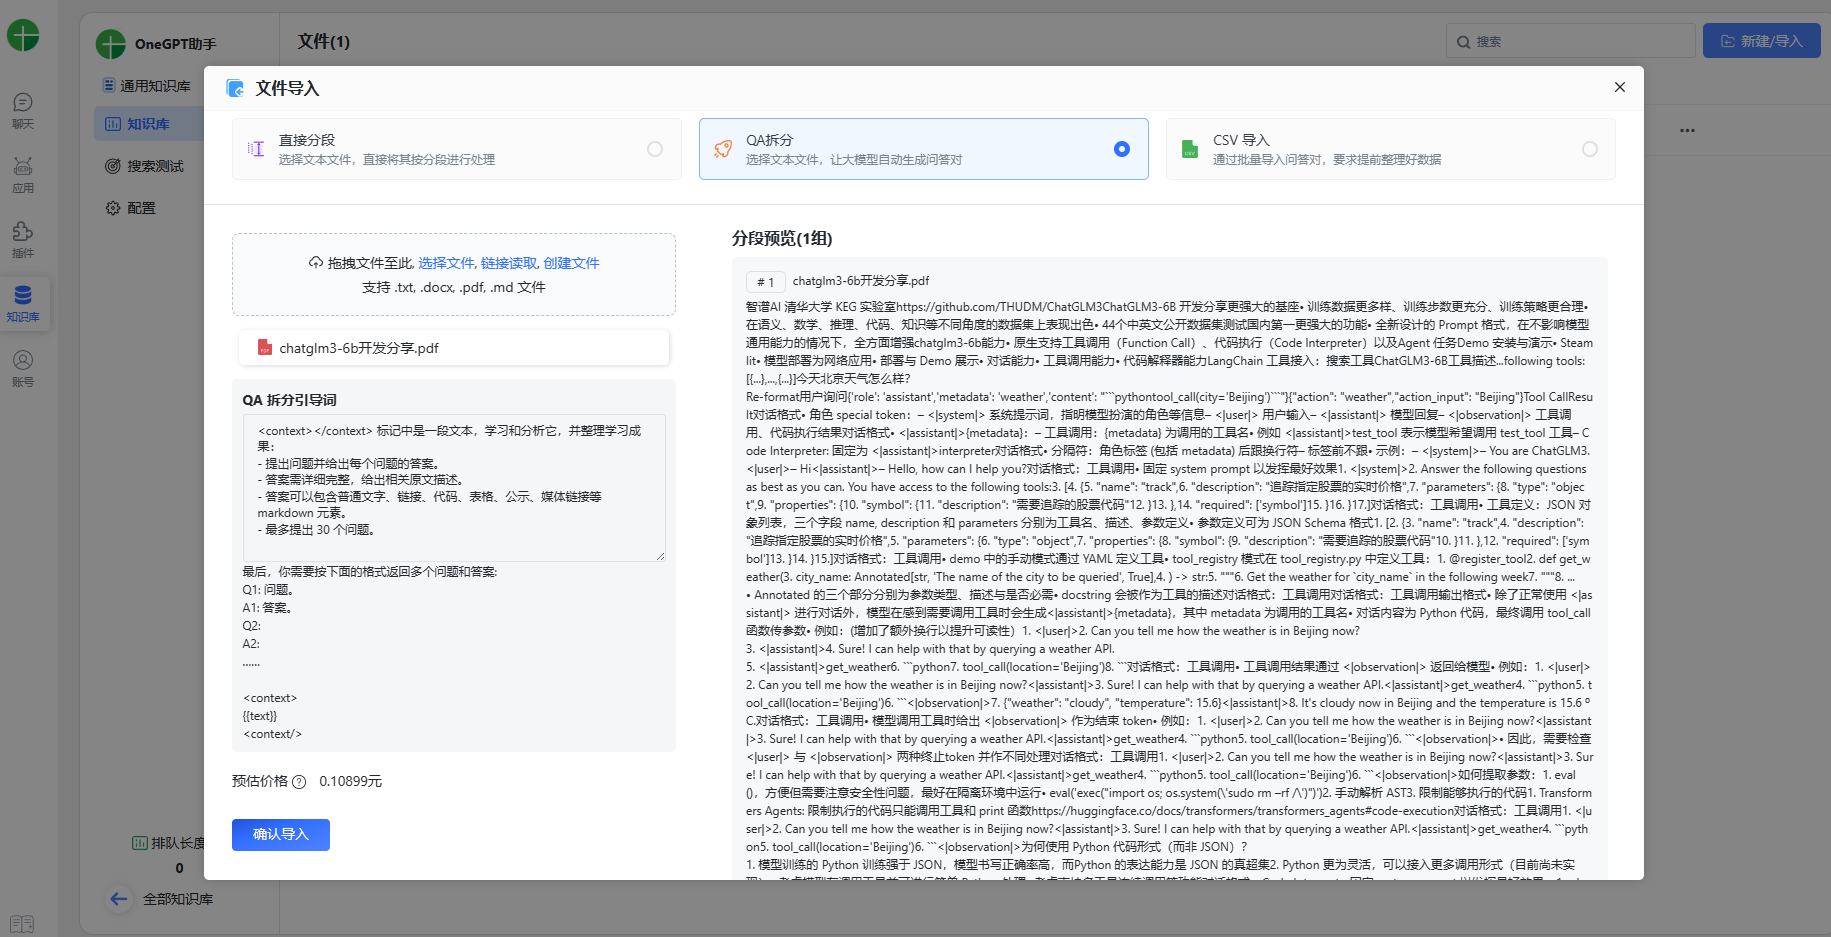 OneGPT助手
文件(1)
搜索
新建/导入
聊天
应用
插件
知识库
账号
通用知识库
知识库
搜索测试
配置
排队长度
0
全部知识库
文件导入
直接分段
选择文本文件，直接将其按分段进行处理
QA拆分
选择文本文件，让大模型自动生成问答对
CSV 导入
通过批量导入问答对，要求提前整理好数据
拖拽文件至此, 选择文件, 链接读取, 创建文件
支持 .txt, .docx, .pdf, .md 文件
chatglm3-6b开发分享.pdf
QA 拆分引导词
<context></context> 标记中是一段文本，学习和分析它，并整理学习成
果：
- 提出问题并给出每个问题的答案。
- 答案需详细完整，给出相关原文描述。
- 答案可以包含普通文字、链接、代码、表格、公示、媒体链接等
markdown 元素。
- 最多提出 30 个问题。
最后，你需要按下面的格式返回多个问题和答案:
Q1: 问题。
A1: 答案。
Q2:
A2:
......
<context>
{{text}}
<context/>
预估价格 0.10899元
确认导入
分段预览(1组)
# 1 chatglm3-6b开发分享.pdf
智谱AI 清华大学 KEG 实验室https://github.com/THUDM/ChatGLM3ChatGLM3-6B 开发分享更强大的基座• 训练数据更多样、训练步数更充分、训练策略更合理•
在语义、数学、推理、代码、知识等不同角度的数据集上表现出色• 44个中英文公开数据集测试国内第一更强大的功能• 全新设计的 Prompt 格式，在不影响模型
通用能力的情况下，全方面增强chatglm3-6b能力• 原生支持工具调用（Function Call）、代码执行（Code Interpreter）以及Agent 任务Demo 安装与演示• Steam
lit• 模型部署为网络应用• 部署与 Demo 展示• 对话能力• 工具调用能力• 代码解释器能力LangChain 工具接入：搜索工具ChatGLM3-6B工具描述...following tools:
[{...},...,{...}]今天北京天气怎么样?
Re-format用户询问{'role': 'assistant','metadata': 'weather','content': "```pythontool_call(city='Beijing')```"}{"action": "weather","action_input": "Beijing"}Tool CallResu
lt对话格式• 角色 special token：– <|system|> 系统提示词，指明模型扮演的角色等信息– <|user|> 用户输入– <|assistant|> 模型回复– <|observation|> 工具调
用、代码执行结果对话格式• <|assistant|>{metadata}：– 工具调用：{metadata} 为调用的工具名• 例如 <|assistant|>test_tool 表示模型希望调用 test_tool 工具– C
ode Interpreter: 固定为 <|assistant|>interpreter对话格式• 分隔符：角色标签 (包括 metadata) 后跟换行符– 标签前不跟• 示例：– <|system|>– You are ChatGLM3.
<|user|>– Hi<|assistant|>– Hello, how can I help you?对话格式：工具调用• 固定 system prompt 以发挥最好效果1. <|system|>2. Answer the following questions
as best as you can. You have access to the following tools:3. [4. {5. "name": "track",6. "description": "追踪指定股票的实时价格",7. "parameters": {8. "type": "objec
t",9. "properties": {10. "symbol": {11. "description": "需要追踪的股票代码"12. }13. },14. "required": ['symbol']15. }16. }17.]对话格式：工具调用• 工具定义：JSON 对
象列表，三个字段 name, description 和 parameters 分别为工具名、描述、参数定义• 参数定义可为 JSON Schema 格式1. [2. {3. "name": "track",4. "description":
"追踪指定股票的实时价格",5. "parameters": {6. "type": "object",7. "properties": {8. "symbol": {9. "description": "需要追踪的股票代码"10. }11. },12. "required": ['sym
bol']13. }14. }15.]对话格式：工具调用• demo 中的手动模式通过 YAML 定义工具• tool_registry 模式在 tool_registry.py 中定义工具：1. @register_tool2. def get_w
eather(3. city_name: Annotated[str, 'The name of the city to be queried', True],4. ) -> str:5. """6. Get the weather for `city_name` in the following week7. """8. ...
• Annotated 的三个部分分别为参数类型、描述与是否必需• docstring 会被作为工具的描述对话格式：工具调用对话格式：工具调用输出格式• 除了正常使用 <|as
sistant|> 进行对话外，模型在感到需要调用工具时会生成<|assistant|>{metadata}，其中 metadata 为调用的工具名• 对话内容为 Python 代码，最终调用 tool_call
函数传参数• 例如：(增加了额外换行以提升可读性）1. <|user|>2. Can you tell me how the weather is in Beijing now?
3. <|assistant|>4. Sure! I can help with that by querying a weather API.
5. <|assistant|>get_weather6. ```python7. tool_call(location='Beijing')8. ```对话格式：工具调用• 工具调用结果通过 <|observation|> 返回给模型• 例如：1. <|user|>
2. Can you tell me how the weather is in Beijing now?<|assistant|>3. Sure! I can help with that by querying a weather API.<|assistant|>get_weather4. ```python5. t
ool_call(location='Beijing')6. ```<|observation|>7. {"weather": "cloudy", "temperature": 15.6}<|assistant|>8. It's cloudy now in Beijing and the temperature is 15.6 º
C.对话格式：工具调用• 模型调用工具时给出 <|observation|> 作为结束 token• 例如：1. <|user|>2. Can you tell me how the weather is in Beijing now?<|assistant
|>3. Sure! I can help with that by querying a weather API.<|assistant|>get_weather4. ```python5. tool_call(location='Beijing')6. ```<|observation|>• 因此，需要检查
<|user|> 与 <|observation|> 两种终止token 并作不同处理对话格式：工具调用1. <|user|>2. Can you tell me how the weather is in Beijing now?<|assistant|>3. Sur
e! I can help with that by querying a weather API.<|assistant|>get_weather4. ```python5. tool_call(location='Beijing')6. ```<|observation|>如何提取参数：1. eval
()，方便但需要注意安全性问题，最好在隔离环境中运行• eval('exec("import os; os.system(\'sudo rm –rf /\')")')2. 手动解析 AST3. 限制能够执行的代码1. Transform
ers Agents: 限制执行的代码只能调用工具和 print 函数https://huggingface.co/docs/transformers/transformers_agents#code-execution对话格式：工具调用1. <|u
ser|>2. Can you tell me how the weather is in Beijing now?<|assistant|>3. Sure! I can help with that by querying a weather API.<|assistant|>get_weather4. ```pyth
on5. tool_call(location='Beijing')6. ```<|observation|>为何使用 Python 代码形式（而非 JSON）?
1. 模型训练的 Python 训练强于 JSON，模型书写正确率高，而Python 的表达能力是 JSON 的真超集2. Python 更为灵活，可以接入更多调用形式（目前尚未实